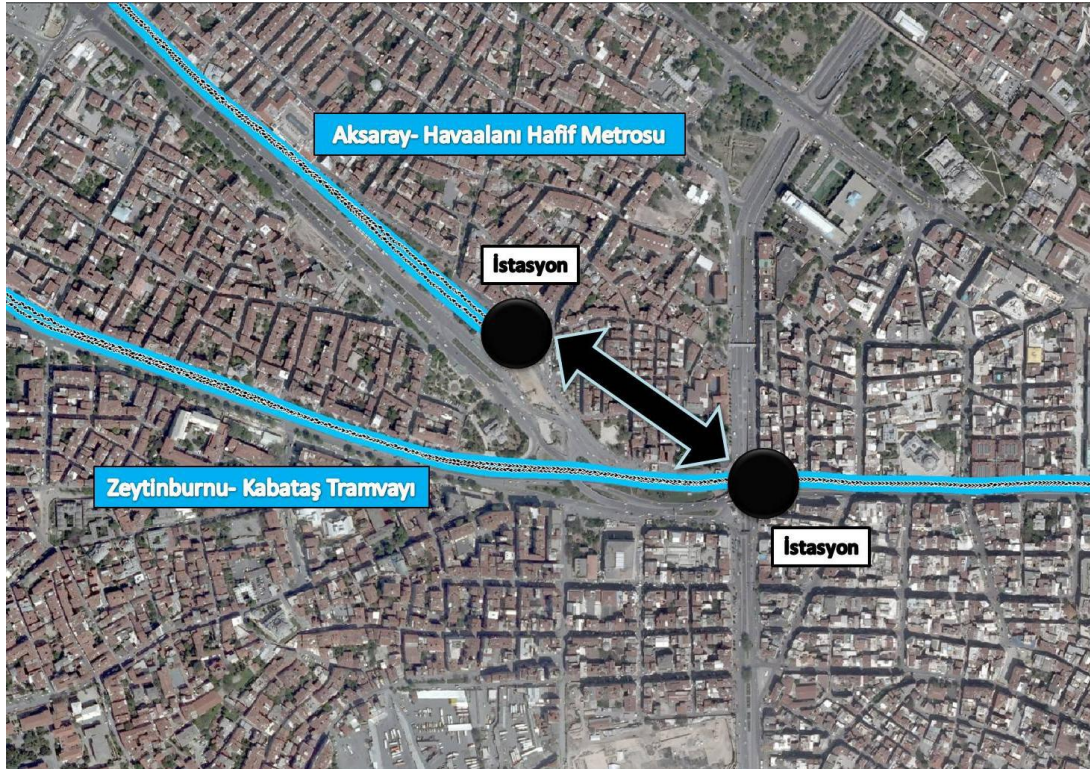 Aksaray- Havaalanı Hafif Metrosu
İstasyon
Zeytinburnu- Kabataş Tramvayı
İstasyon